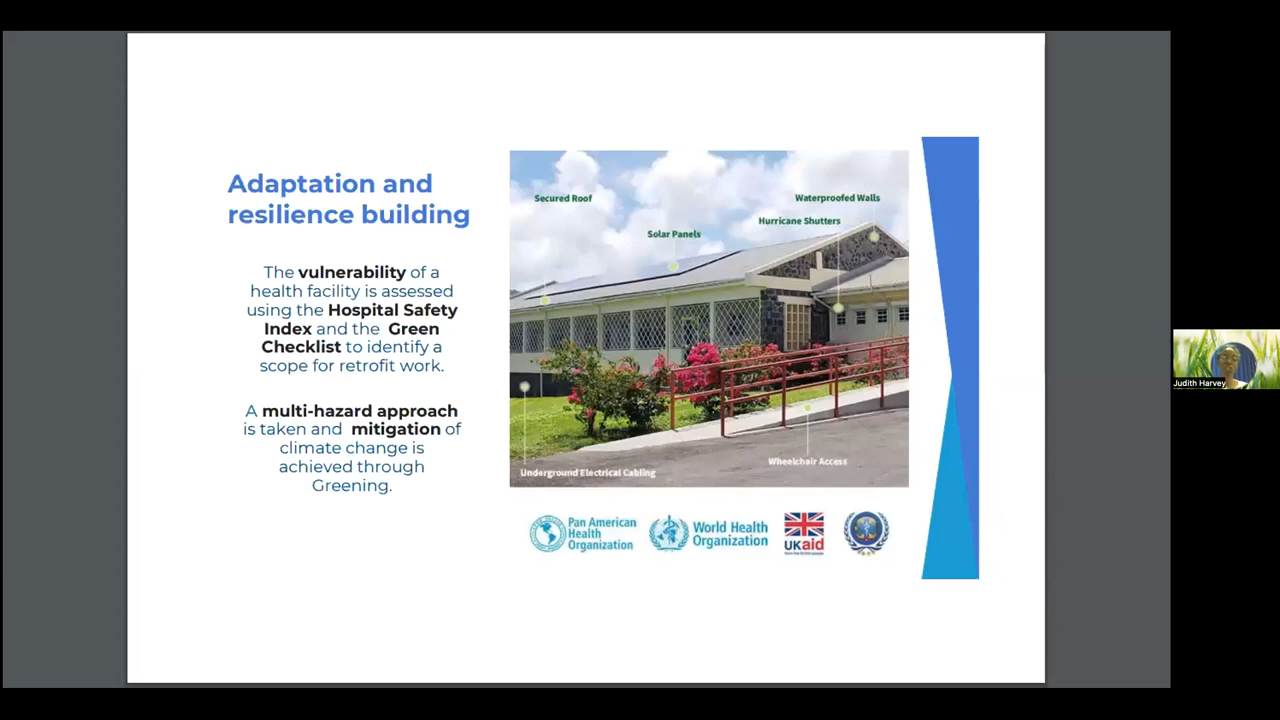 Adaptation and
resilience building
The vulnerability of a
health facility is assessed
using the Hospital Safety
Index and the Green
Checklist to identify a
scope for retrofit work.
A multi-hazard approach
is taken and mitigation of
climate change is
achieved through
Greening.
Secured Roof
Waterproofed Walls
Hurricane Shutters
Solar Panels
Wheelchair Access
Underground Electrical Cabling
Pan American
Health
Organization
World Health
Organization
UKaid
Judith Harvey